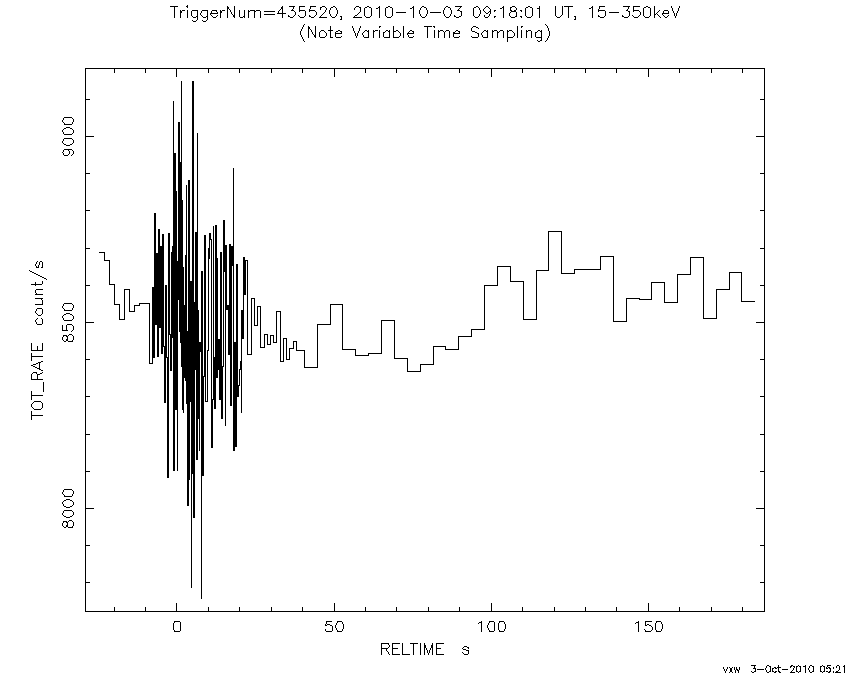 TriggerNum=435520, 2010-10-03 09:18:01 UT, 15-350keV
(Note Variable Time Sampling)
9000
8500
8000
TOT_RATE count/s
0 50 100 150
RELTIME s
vxw 3-Oct-2010 05:21